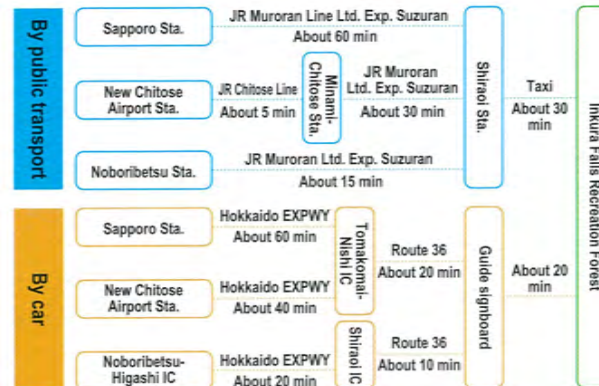 By public transport
Sapporo Sta.
JR Muroran Line Ltd. Exp. Suzuran
About 60 min
New Chitose
Airport Sta.
JR Chitose Line
About 5 min
Minami-
Chitose Sta.
JR Muroran
Ltd. Exp. Suzuran
About 30 min
Noboribetsu Sta.
JR Muroran Ltd. Exp. Suzuran
About 15 min
Shiraoi Sta.
Taxi
About 30
min
Inkura Falls Recreation Forest
By car
Sapporo Sta.
Hokkaido EXPWY
About 60 min
New Chitose
Airport Sta.
Hokkaido EXPWY
About 40 min
Tomakomai-
Nishi IC
Route 36
About 20 min
Noboribetsu-
Higashi IC
Hokkaido EXPWY
About 20 min
Shiraoi IC
Route 36
About 10 min
Guide signboard
About 20
min